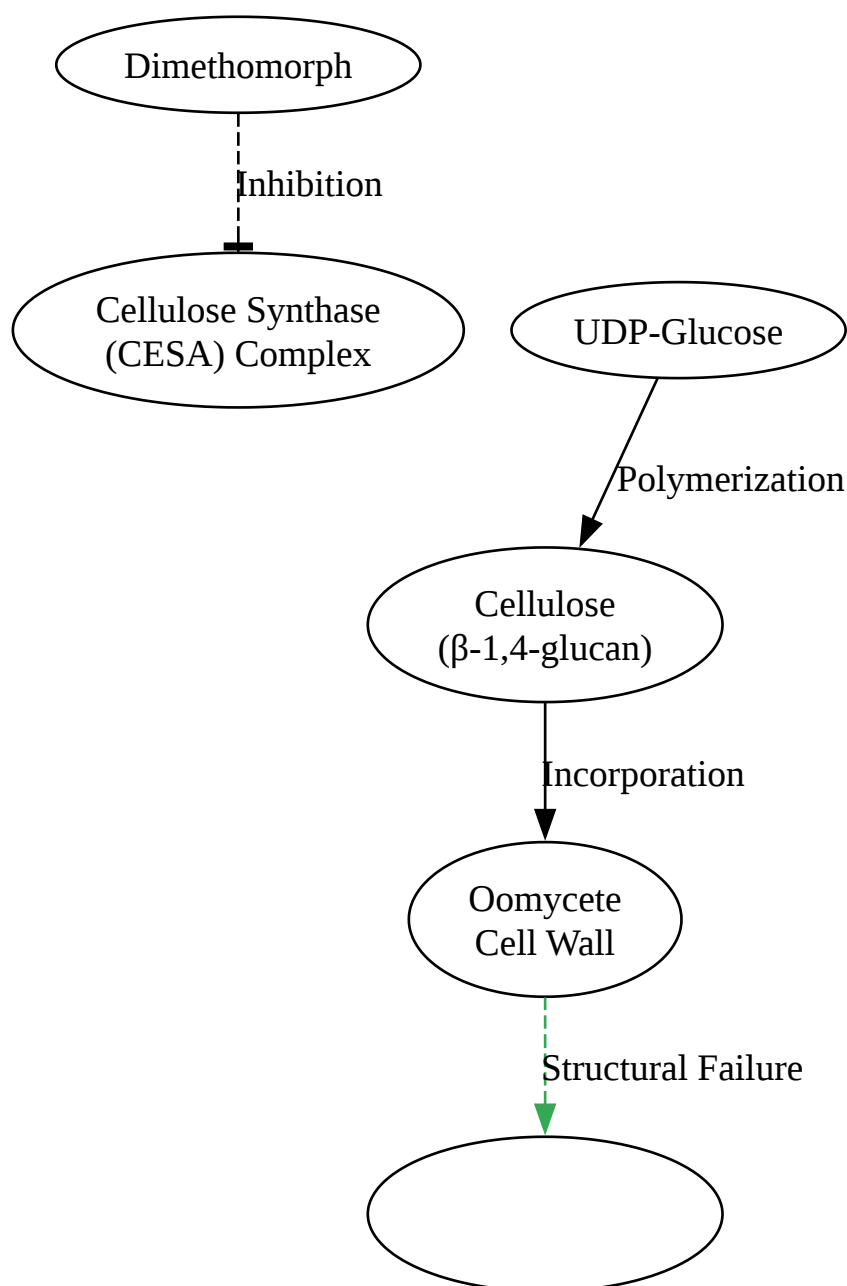 Dimethomorph
Inhibition
Cellulose Synthase
(CESA) Complex
UDP-Glucose
Polymerization
Cellulose
(β-1,4-glucan)
Incorporation
Oomycete
Cell Wall
Structural Failure